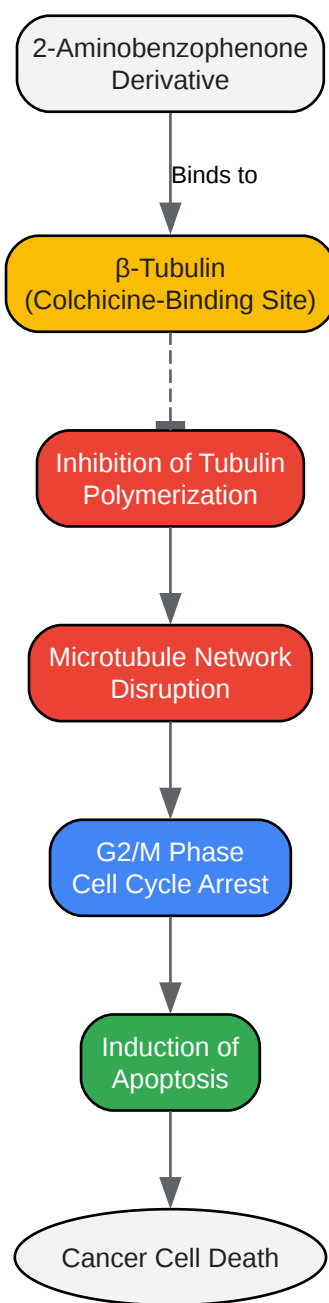 2-Aminobenzophenone
Derivative
Binds to
β-Tubulin
(Colchicine-Binding Site)
Inhibition of Tubulin
Polymerization
Microtubule Network
Disruption
G2/M Phase
Cell Cycle Arrest
Induction of
Apoptosis
Cancer Cell Death